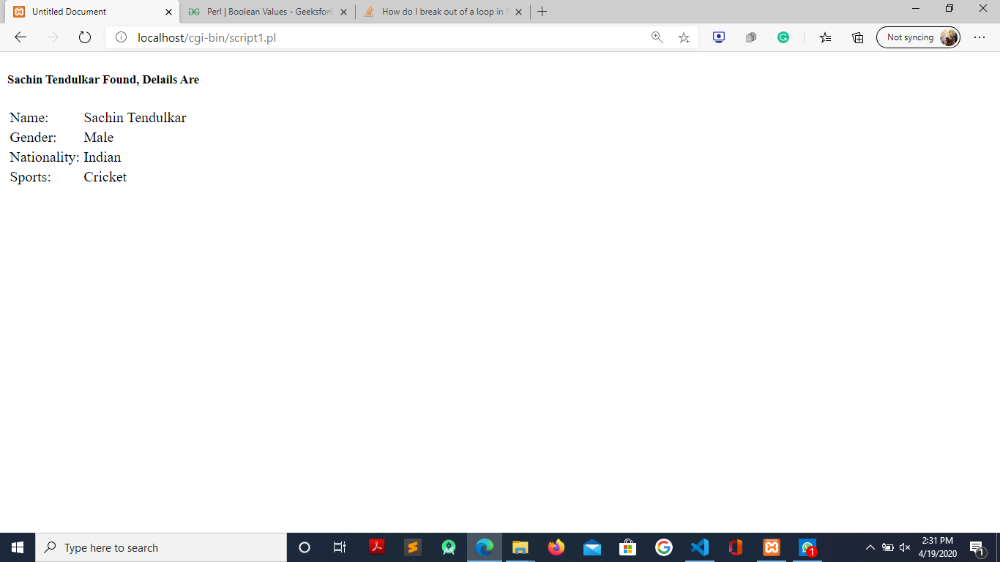 Untitled Document
Perl | Boolean Values - GeeksforG
How do I break out of a loop in
localhost/cgi-bin/script1.pl
Not syncing
Sachin Tendulkar Found, Delails Are
Name: Sachin Tendulkar
Gender: Male
Nationality: Indian
Sports: Cricket
Type here to search
1
2:31 PM
4/19/2020
1